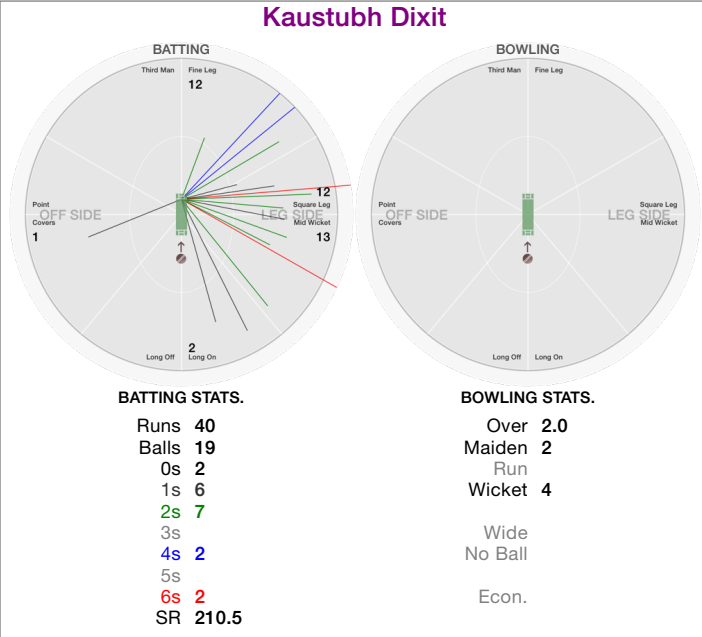 Kaustubh Dixit
BATTING
Third Man
Fine Leg
12
Point
OFF SIDE
Covers
1
12
Square Leg
LEG SIDE
Mid Wicket
13
2
Long Off
Long On
BOWLING
Third Man
Fine Leg
Point
OFF SIDE
Covers
Square Leg
LEG SIDE
Mid Wicket
Long Off
Long On
BATTING STATS.
Runs 40
Balls 19
0s 2
1s 6
2s 7
3s
4s 2
5s
6s 2
SR 210.5
BOWLING STATS.
Over 2.0
Maiden 2
Run
Wicket 4
Wide
No Ball
Econ.